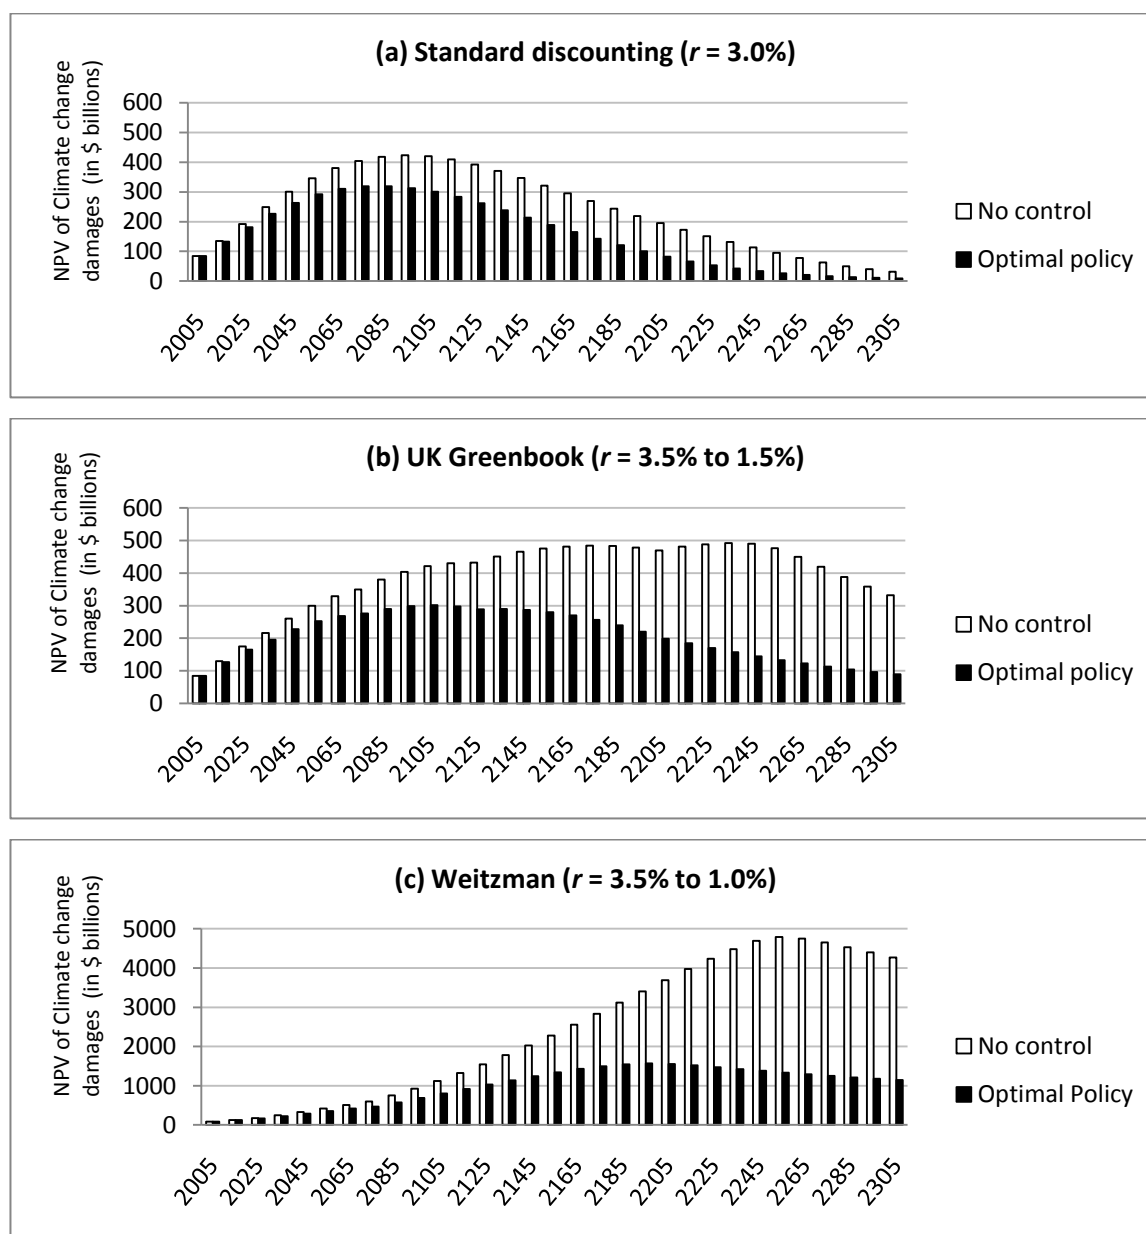 (a) Standard discounting (r = 3.0%)
NPV of Climate change
damages (in $ billions)
600
500
400
300
200
100
0
2005 2025 2045 2065 2085 2105 2125 2145 2165 2185 2205 2225 2245 2265 2285 2305
No control
Optimal policy
(b) UK Greenbook (r = 3.5% to 1.5%)
NPV of Climate change
damages (in $ billions)
600
500
400
300
200
100
0
2005 2025 2045 2065 2085 2105 2125 2145 2165 2185 2205 2225 2245 2265 2285 2305
No control
Optimal policy
(c) Weitzman (r = 3.5% to 1.0%)
NPV of Climate change
damages (in $ billions)
5000
4000
3000
2000
1000
0
2005 2025 2045 2065 2085 2105 2125 2145 2165 2185 2205 2225 2245 2265 2285 2305
No control
Optimal Policy